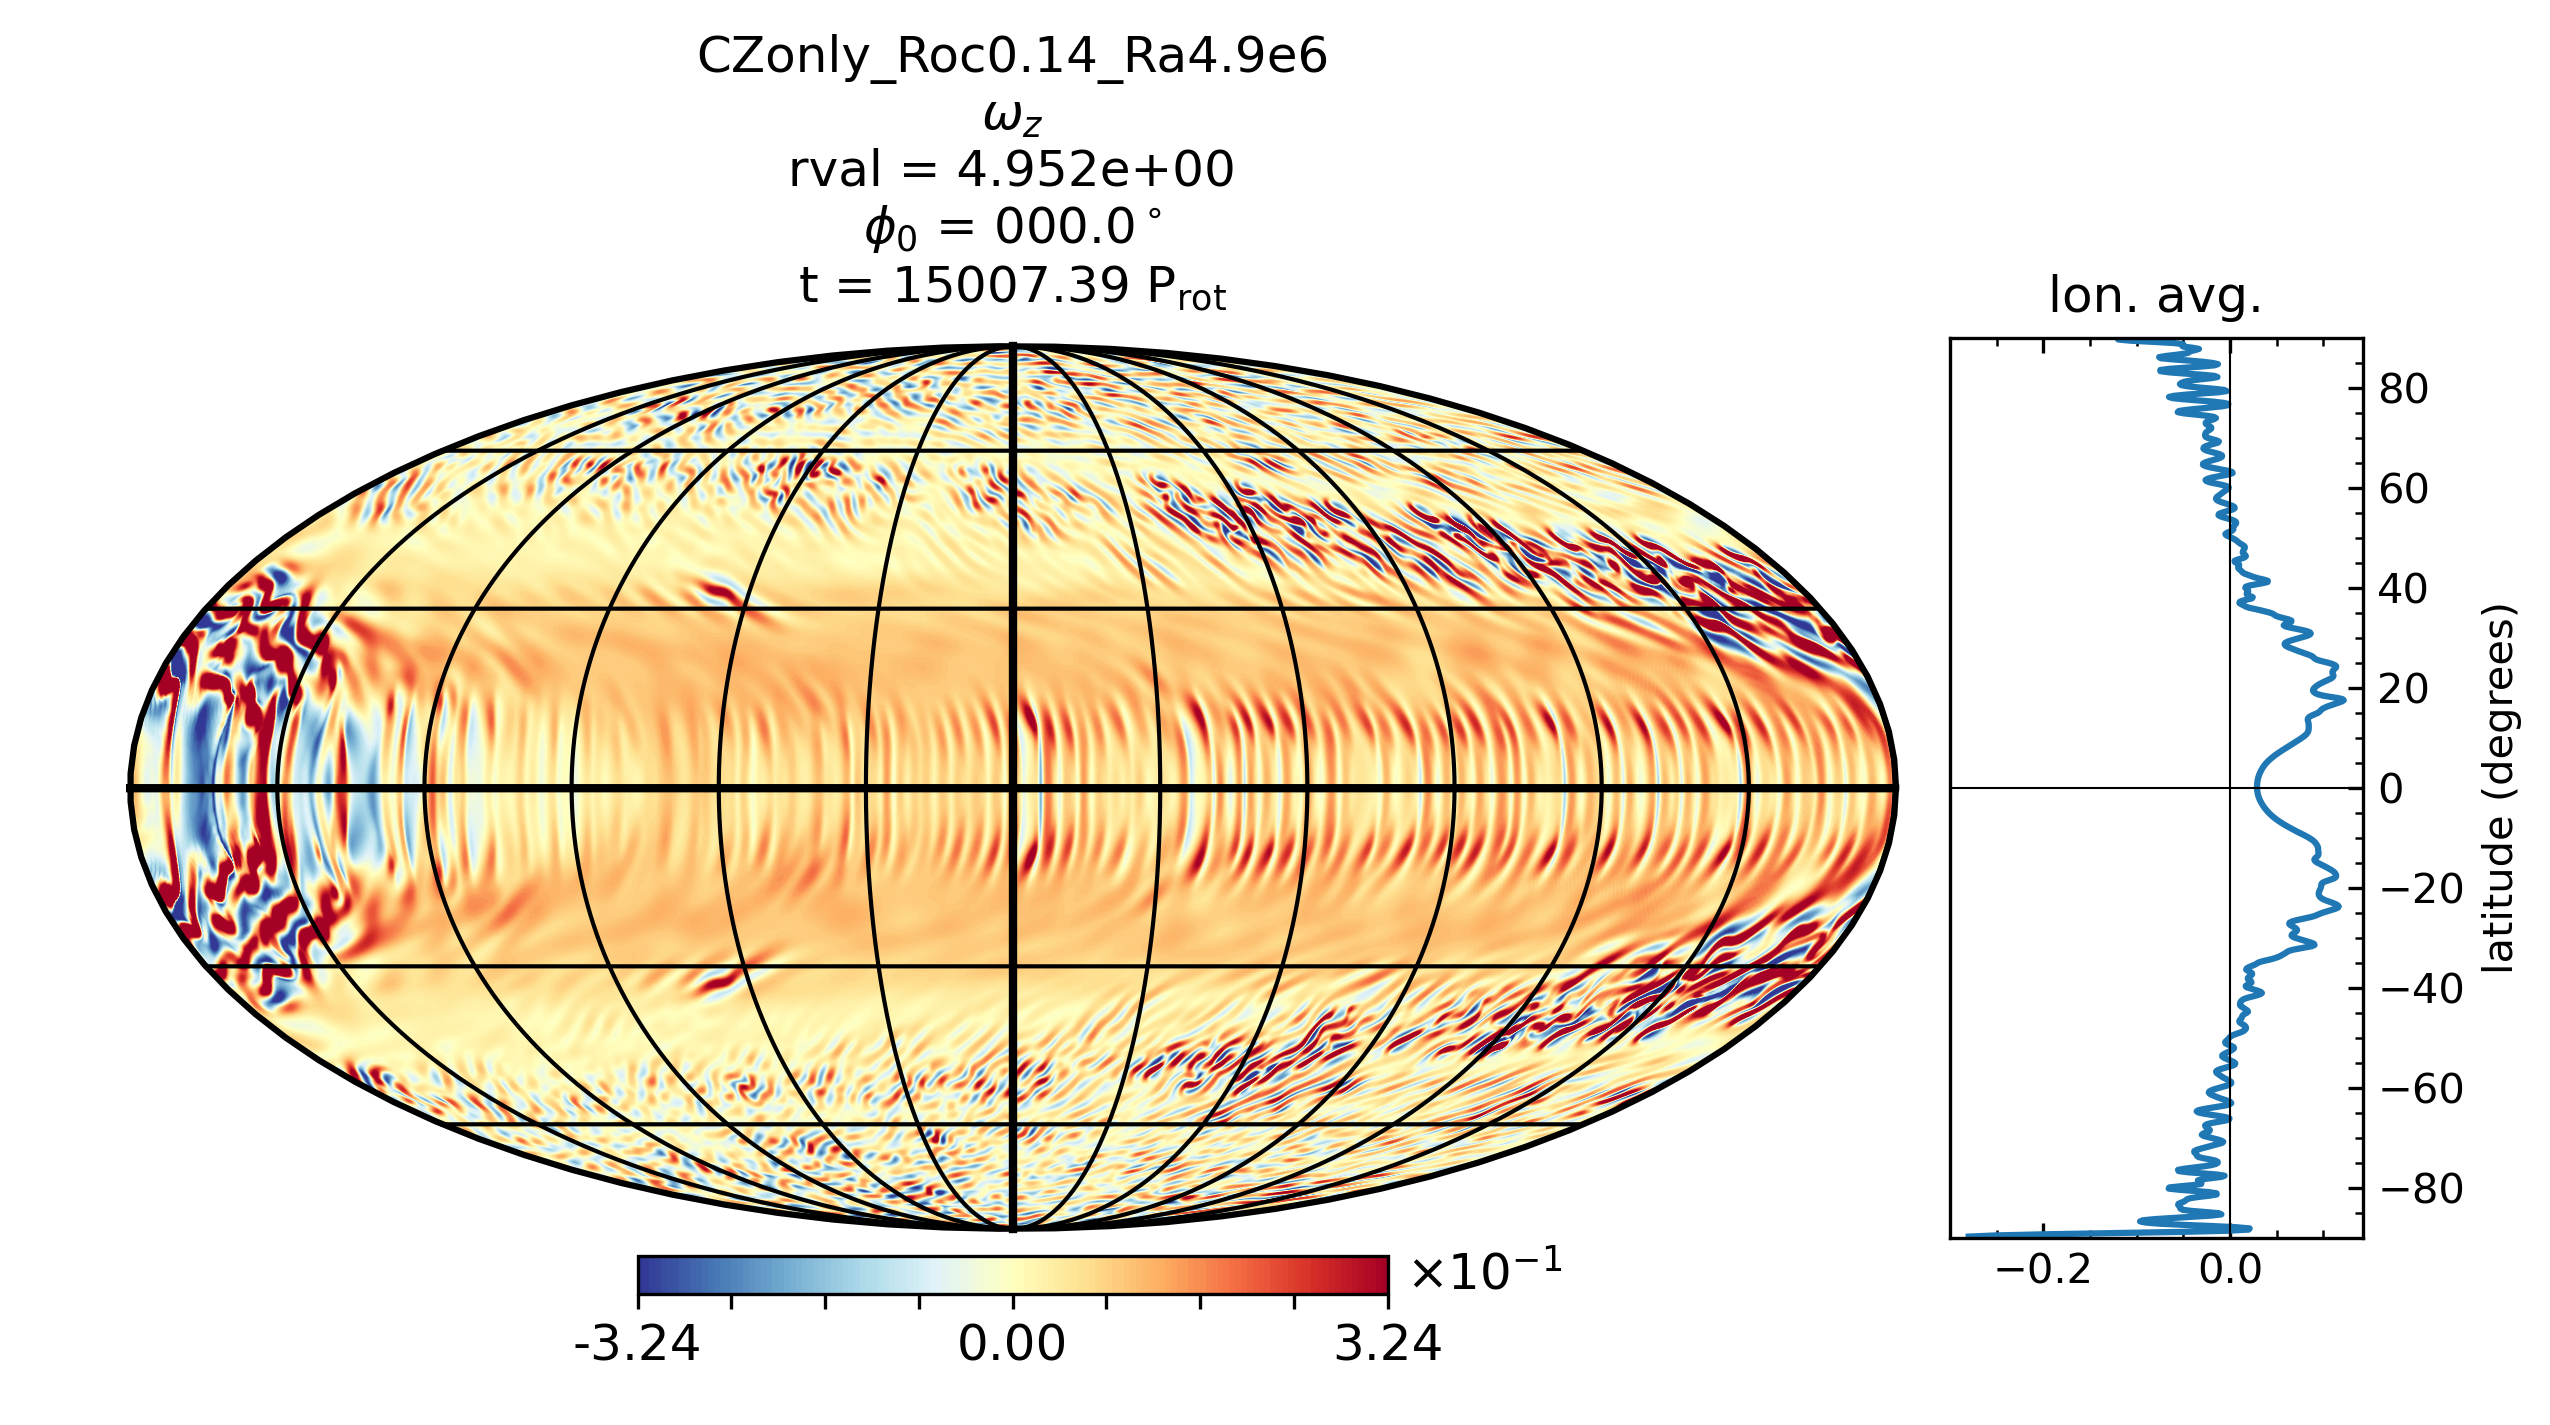 CZonly_Roc0.14_Ra4.9e6
ω_z
rval = 4.952e+00
ϕ₀ = 000.0°
t = 15007.39 P_rot
lon. avg.
80
60
40
20
0
−20
−40
−60
−80
latitude (degrees)
−0.2 0.0
×10⁻¹
-3.24 0.00 3.24